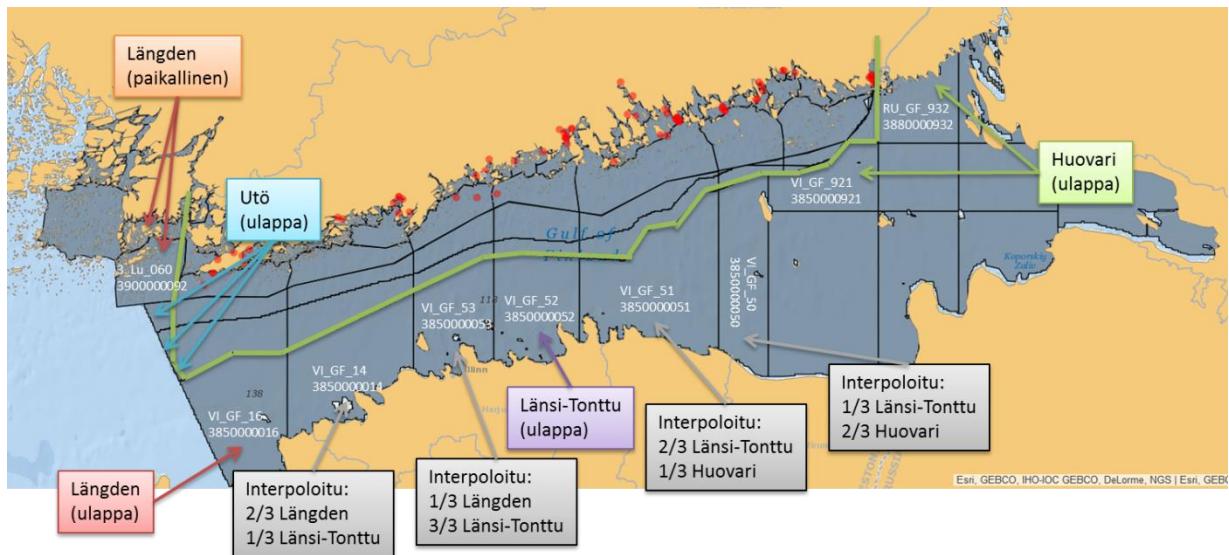 Längden
(paikallinen)
RU_GF_932
3880000932
Huovari
(ulappa)
Utö
(ulappa)
VI_GF_921
3850000921
Gulf of
Finland
3_Lu_060
3900000092
Koporskiy
Zaliv
VI_GF_50
3850000050
VI_GF_53
3850000053
118
VI_GF_52
3850000052
VI_GF_51
3850000051
VI_GF_14
3850000014
138
VI_GF_16
3850000016
Länsi-Tonttu
(ulappa)
Interpoloitu:
1/3 Länsi-Tonttu
2/3 Huovari
Interpoloitu:
2/3 Länsi-Tonttu
1/3 Huovari
Längden
(ulappa)
Interpoloitu:
2/3 Längden
1/3 Länsi-Tonttu
Interpoloitu:
1/3 Längden
3/3 Länsi-Tonttu
Esri, GEBCO, IHO-IOC GEBCO, DeLorme, NGS | Esri, GEBC